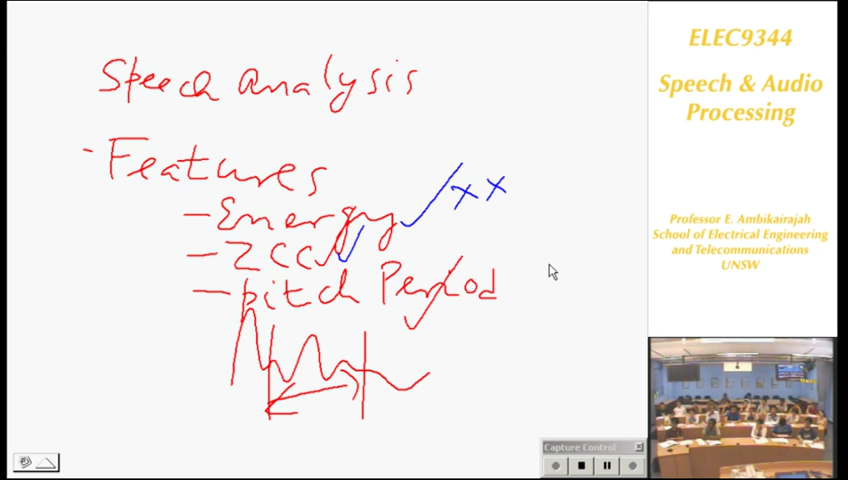 Speech Analysis
- Features
- Energy ✓ x x
- ZCC ✓
- pitch Period
ELEC9344
Speech & Audio
Processing
Professor E. Ambikairajah
School of Electrical Engineering
and Telecommunications
UNSW
Capture Control